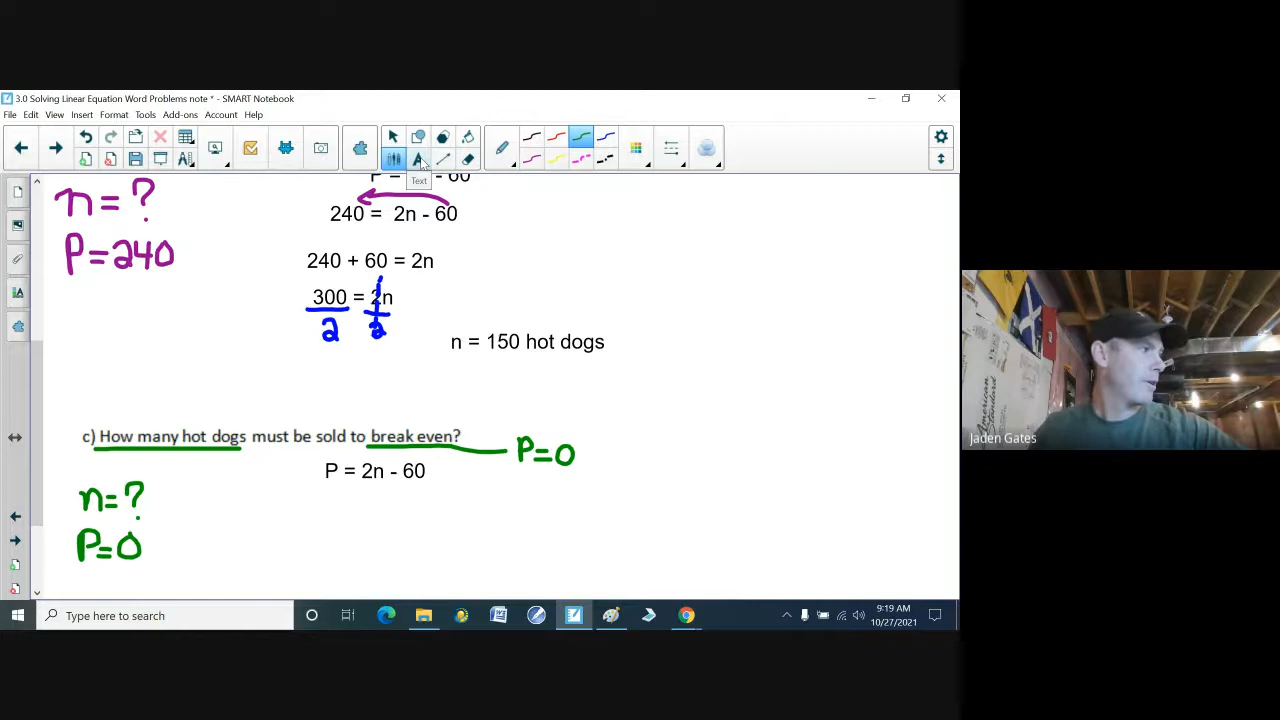 3.0 Solving Linear Equation Word Problems note * - SMART Notebook
File Edit View Insert Format Tools Add-ons Account Help
Text
n = ?
P = 240
240 = 2n - 60
240 + 60 = 2n
300 = 2n
2 2
n = 150 hot dogs
c) How many hot dogs must be sold to break even?
P = 0
P = 2n - 60
n = ?
P = 0
Jaden Gates
American Standard
Type here to search
9:19 AM
10/27/2021